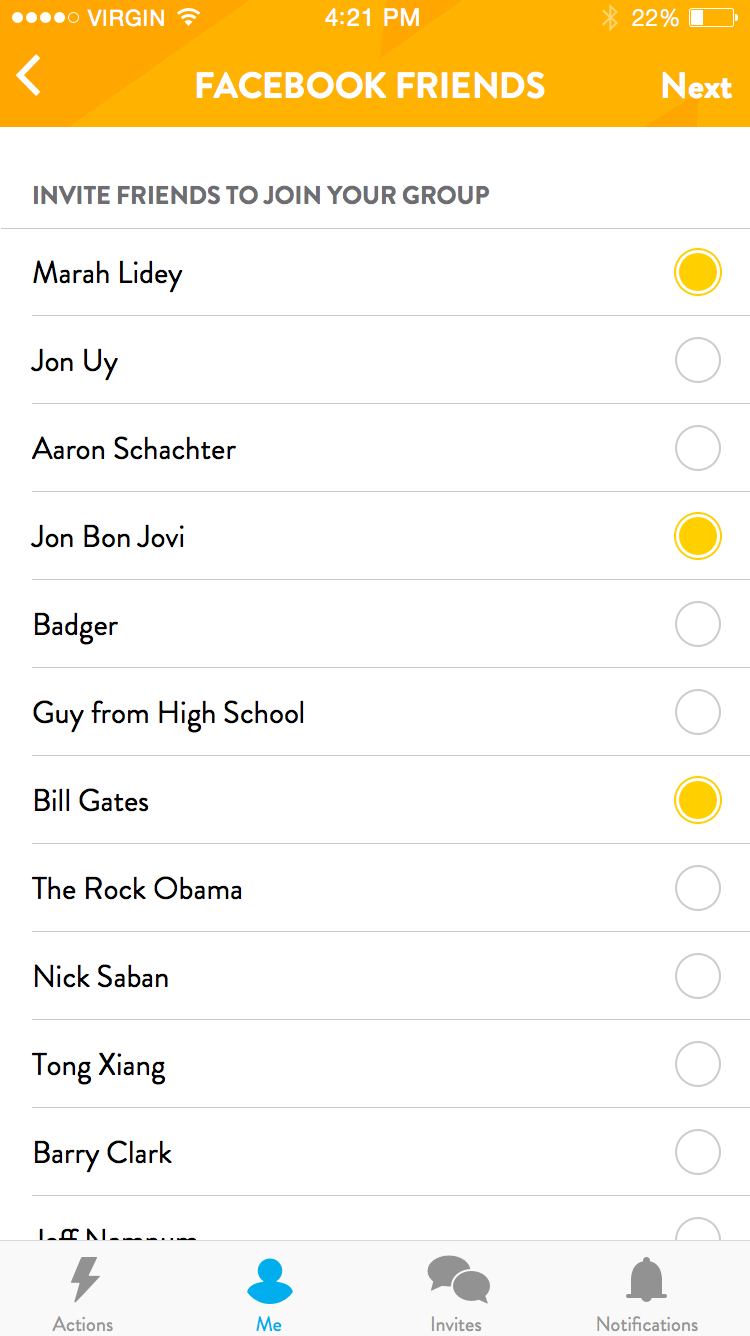 VIRGIN 4:21 PM 22%
FACEBOOK FRIENDS Next
INVITE FRIENDS TO JOIN YOUR GROUP
Marah Lidey
Jon Uy
Aaron Schachter
Jon Bon Jovi
Badger
Guy from High School
Bill Gates
The Rock Obama
Nick Saban
Tong Xiang
Barry Clark
Jeff
Actions Me Invites Notifications